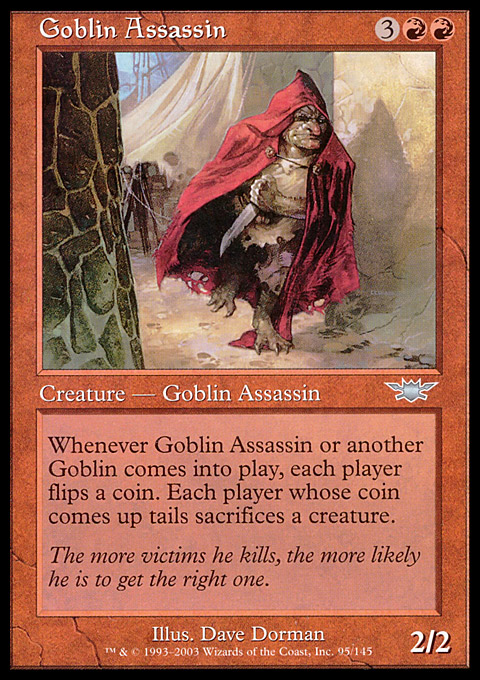 Goblin Assassin 3
Creature — Goblin Assassin
Whenever Goblin Assassin or another
Goblin comes into play, each player
flips a coin. Each player whose coin
comes up tails sacrifices a creature.
The more victims he kills, the more likely
he is to get the right one.
Illus. Dave Dorman
™ & © 1993-2003 Wizards of the Coast, Inc. 95/145
2/2